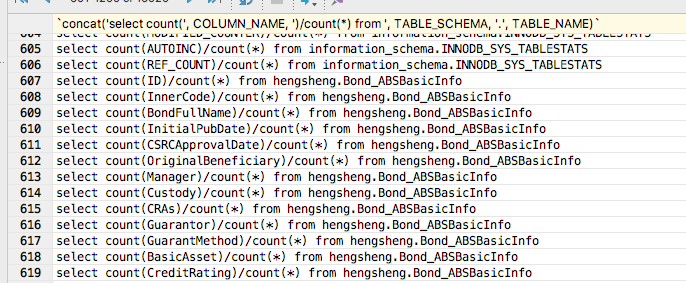 `concat('select count(', COLUMN_NAME, ')/count(*) from ', TABLE_SCHEMA, '.', TABLE_NAME)`
604 select count(MODIFIED_COUNTER)/count(*) from information_schema.INNODB_SYS_TABLESTATS
605 select count(AUTOINC)/count(*) from information_schema.INNODB_SYS_TABLESTATS
606 select count(REF_COUNT)/count(*) from information_schema.INNODB_SYS_TABLESTATS
607 select count(ID)/count(*) from hengsheng.Bond_ABSBasicInfo
608 select count(InnerCode)/count(*) from hengsheng.Bond_ABSBasicInfo
609 select count(BondFullName)/count(*) from hengsheng.Bond_ABSBasicInfo
610 select count(InitialPubDate)/count(*) from hengsheng.Bond_ABSBasicInfo
611 select count(CSRCApprovalDate)/count(*) from hengsheng.Bond_ABSBasicInfo
612 select count(OriginalBeneficiary)/count(*) from hengsheng.Bond_ABSBasicInfo
613 select count(Manager)/count(*) from hengsheng.Bond_ABSBasicInfo
614 select count(Custody)/count(*) from hengsheng.Bond_ABSBasicInfo
615 select count(CRAs)/count(*) from hengsheng.Bond_ABSBasicInfo
616 select count(Guarantor)/count(*) from hengsheng.Bond_ABSBasicInfo
617 select count(GuarantMethod)/count(*) from hengsheng.Bond_ABSBasicInfo
618 select count(BasicAsset)/count(*) from hengsheng.Bond_ABSBasicInfo
619 select count(CreditRating)/count(*) from hengsheng.Bond_ABSBasicInfo